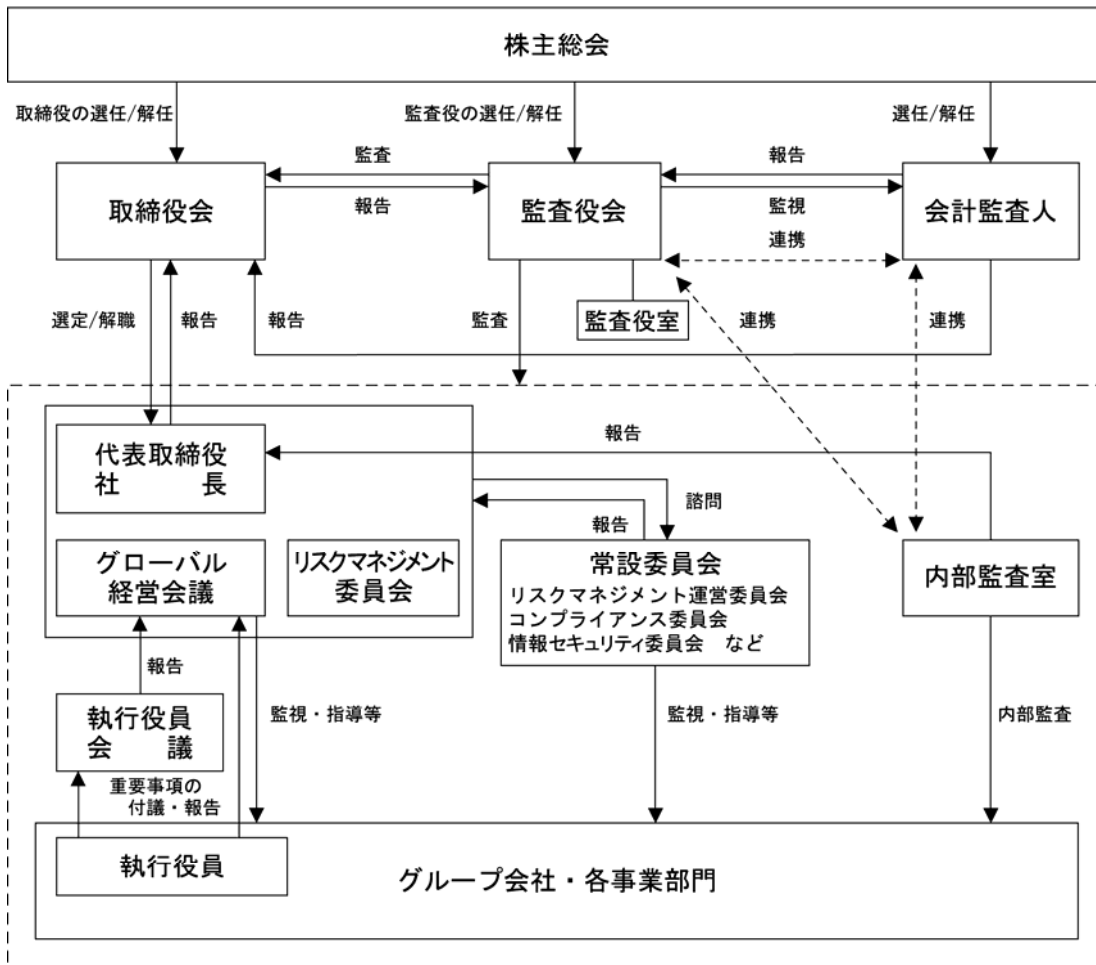 株主総会
取締役の選任/解任
監査役の選任/解任
選任/解任
監査
報告
取締役会
監査役会
会計監査人
報告
監視
連携
選定/解職
報告
報告
監査
監査役室
連携
連携
代表取締役
社　　長
報告
諮問
報告
グローバル
経営会議
リスクマネジメント
委員会
常設委員会
リスクマネジメント運営委員会
コンプライアンス委員会
情報セキュリティ委員会　など
内部監査室
報告
執行役員
会　　議
監視・指導等
監視・指導等
内部監査
重要事項の
付議・報告
執行役員
グループ会社・各事業部門